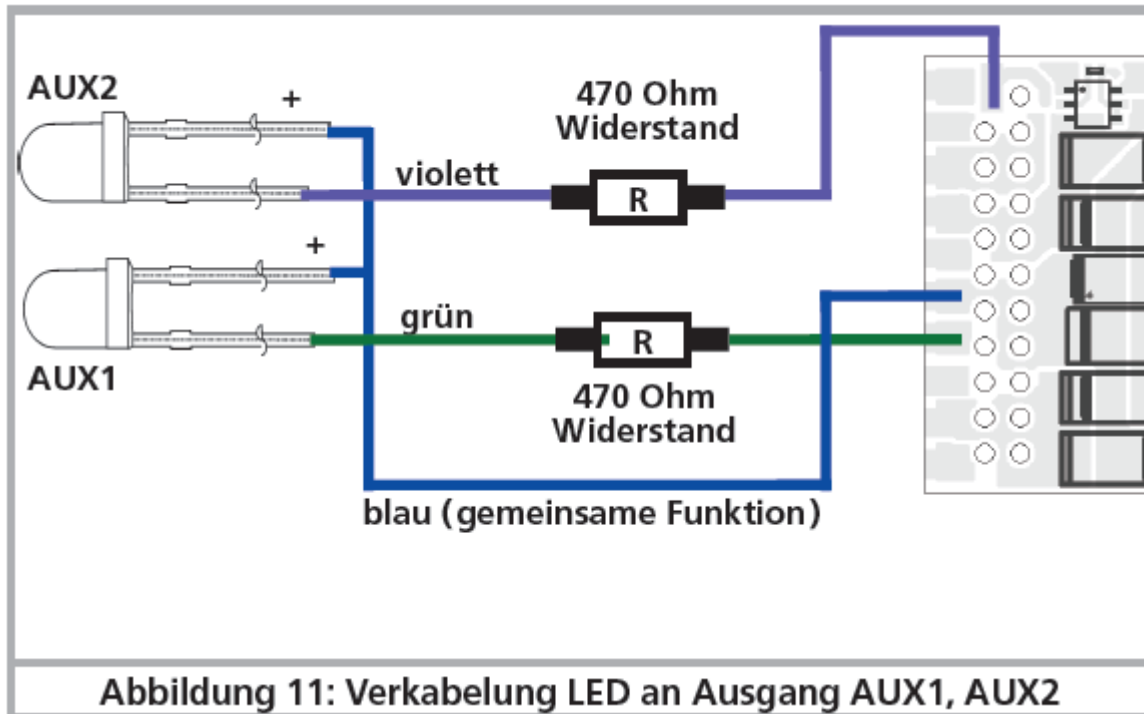 AUX2
+
470 Ohm
Widerstand
violett
R
+
grün
R
AUX1
470 Ohm
Widerstand
blau (gemeinsame Funktion)
Abbildung 11: Verkabelung LED an Ausgang AUX1, AUX2